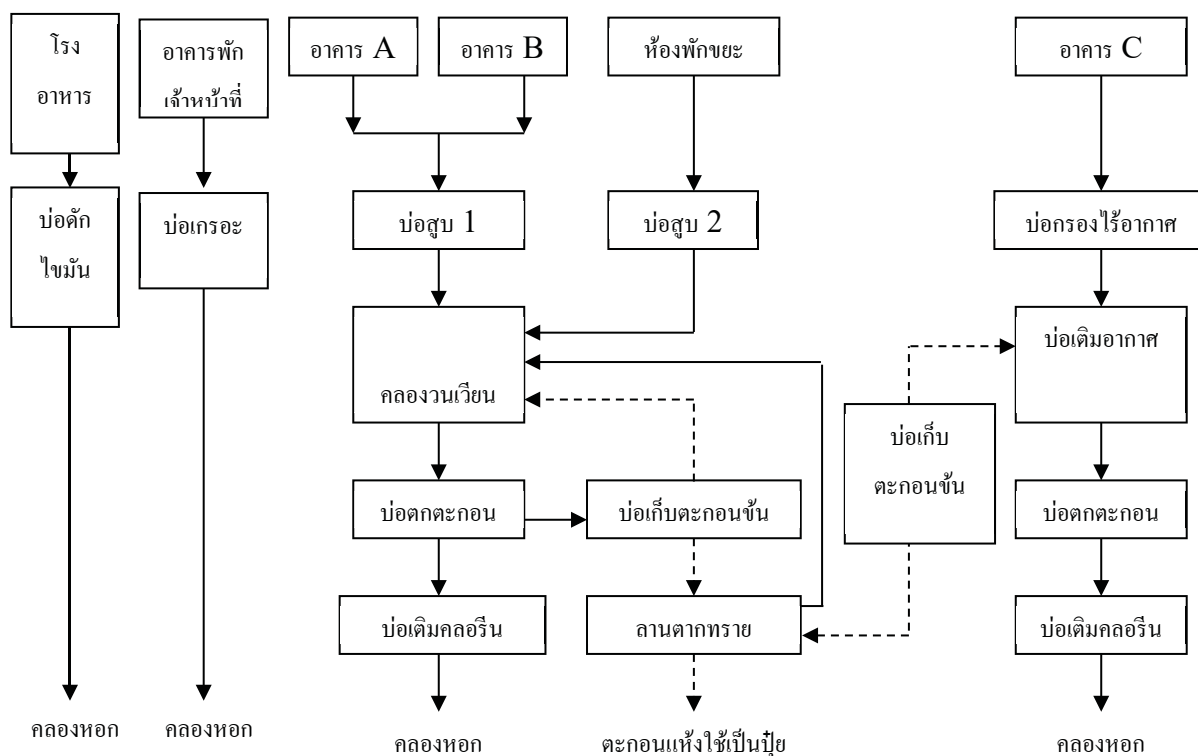 โรง
อาหาร
อาคารพัก
เจ้าหน้าที่
อาคาร A
อาคาร B
ห้องพักขยะ
อาคาร C
บ่อดัก
ไขมัน
บ่อเกรอะ
บ่อสูบ 1
บ่อสูบ 2
บ่อกรองไร้อากาศ
คลองวนเวียน
บ่อเติมอากาศ
บ่อเก็บ
ตะกอนข้น
บ่อตกตะกอน
บ่อเก็บตะกอนข้น
บ่อตกตะกอน
บ่อเติมคลอรีน
ลานตากทราย
บ่อเติมคลอรีน
คลองหอก
คลองหอก
คลองหอก
ตะกอนแห้งใช้เป็นปุ๋ย
คลองหอก